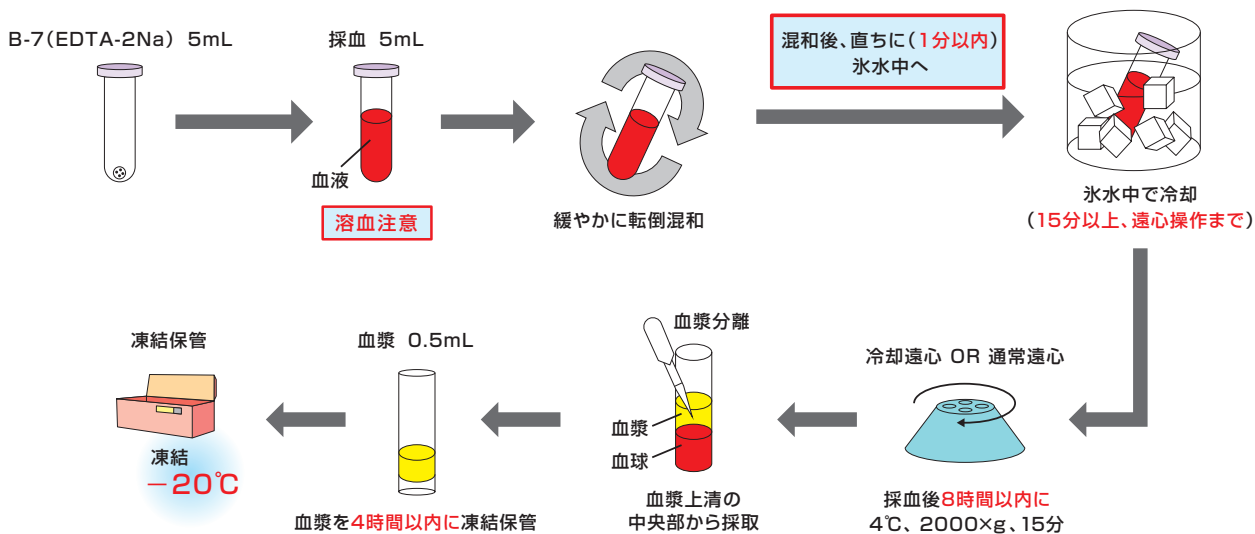 B-7(EDTA-2Na) 5mL
採血 5mL
血液
溶血注意
緩やかに転倒混和
混和後、直ちに(1分以内)
氷水中へ
氷水中で冷却
(15分以上、遠心操作まで)
冷却遠心 OR 通常遠心
採血後8時間以内に
4℃、2000×g、15分
血漿分離
血漿
血球
血漿上清の
中央部から採取
血漿 0.5mL
血漿を4時間以内に凍結保管
凍結保管
凍結
−20℃